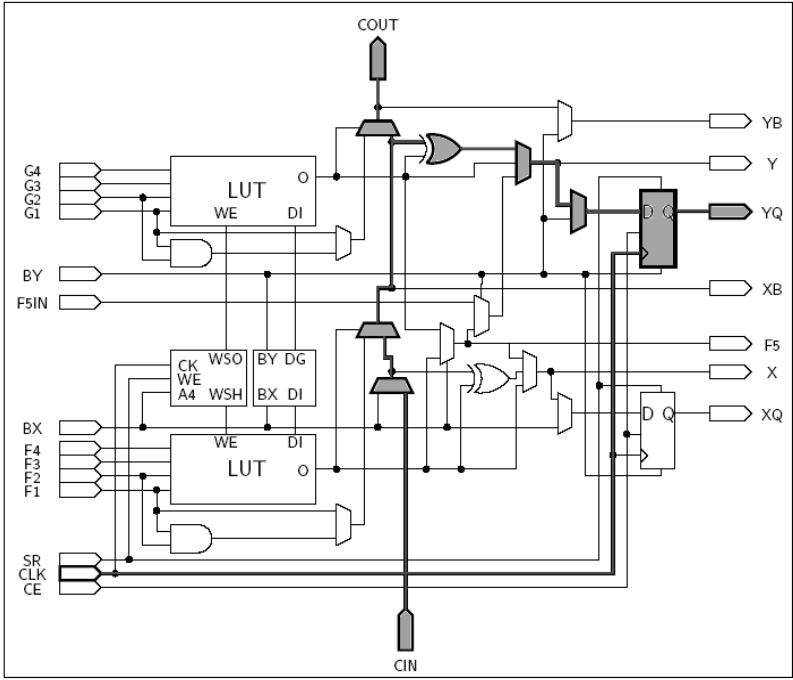 COUT
YB
G4
G3
G2
G1
LUT
O
WE
DI
Y
D Q
YQ
BY
F5IN
XB
CK
WE
A4
WSO
WSH
BY DG
BX DI
F5
X
BX
D Q
XQ
F4
F3
F2
F1
WE
DI
LUT
O
SR
CLK
CE
CIN